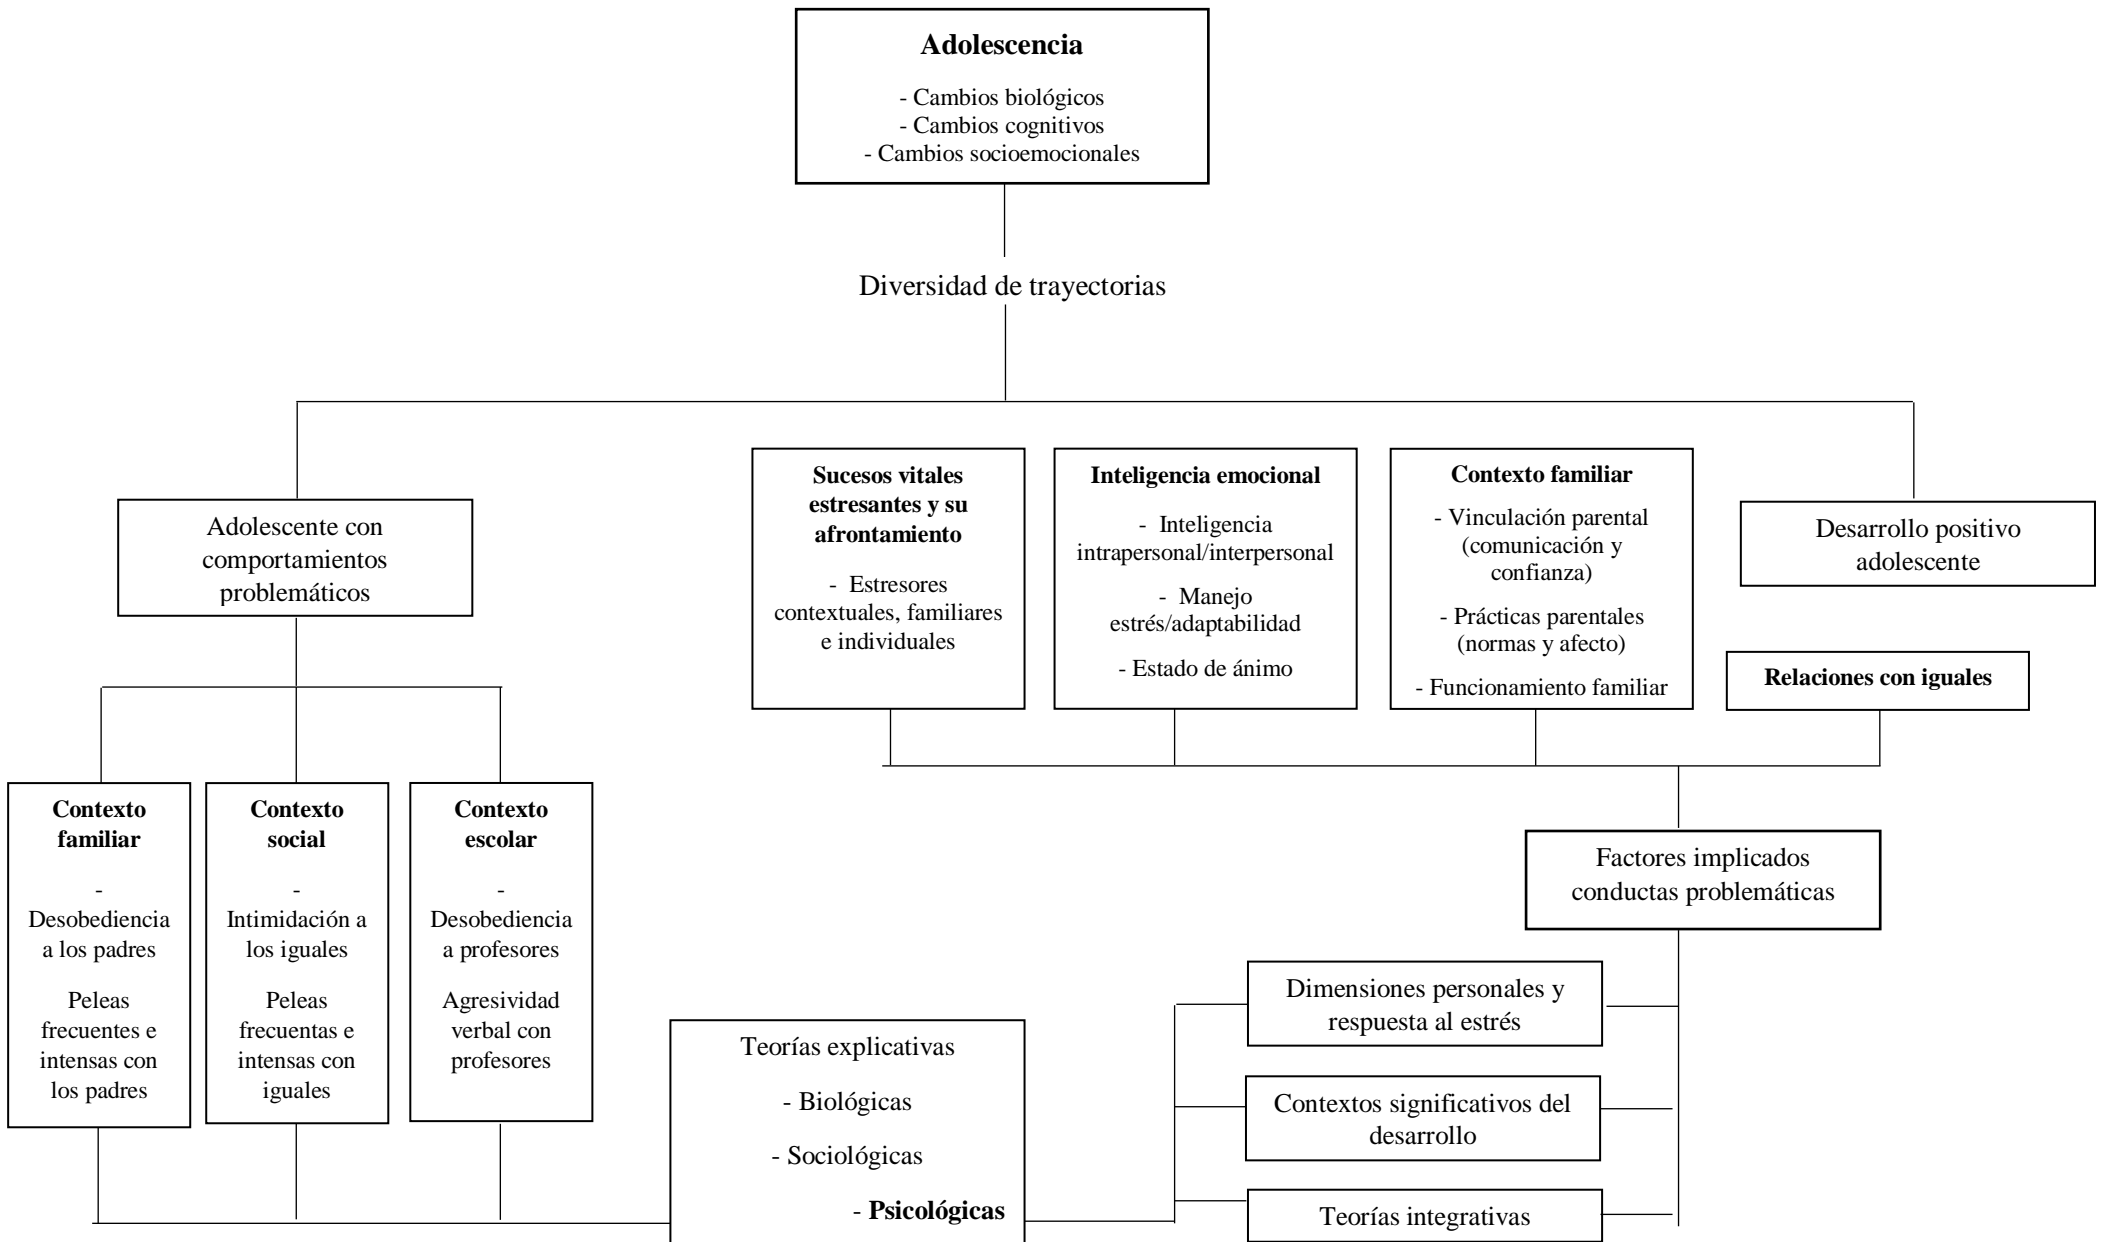 Adolescencia
- Cambios biológicos
- Cambios cognitivos
- Cambios socioemocionales
Diversidad de trayectorias
Adolescente con
comportamientos
problemáticos
Sucesos vitales
estresantes y su
afrontamiento
- Estresores
contextuales, familiares
e individuales
Inteligencia emocional
- Inteligencia
intrapersonal/interpersonal
- Manejo
estrés/adaptabilidad
- Estado de ánimo
Contexto familiar
- Vinculación parental
(comunicación y
confianza)
- Prácticas parentales
(normas y afecto)
- Funcionamiento familiar
Desarrollo positivo
adolescente
Relaciones con iguales
Contexto
familiar
-
Desobediencia
a los padres
Peleas
frecuentes e
intensas con
los padres
Contexto
social
-
Intimidación a
los iguales
Peleas
frecuentas e
intensas con
iguales
Contexto
escolar
-
Desobediencia
a profesores
Agresividad
verbal con
profesores
Factores implicados
conductas problemáticas
Teorías explicativas
- Biológicas
- Sociológicas
- Psicológicas
Dimensiones personales y
respuesta al estrés
Contextos significativos del
desarrollo
Teorías integrativas